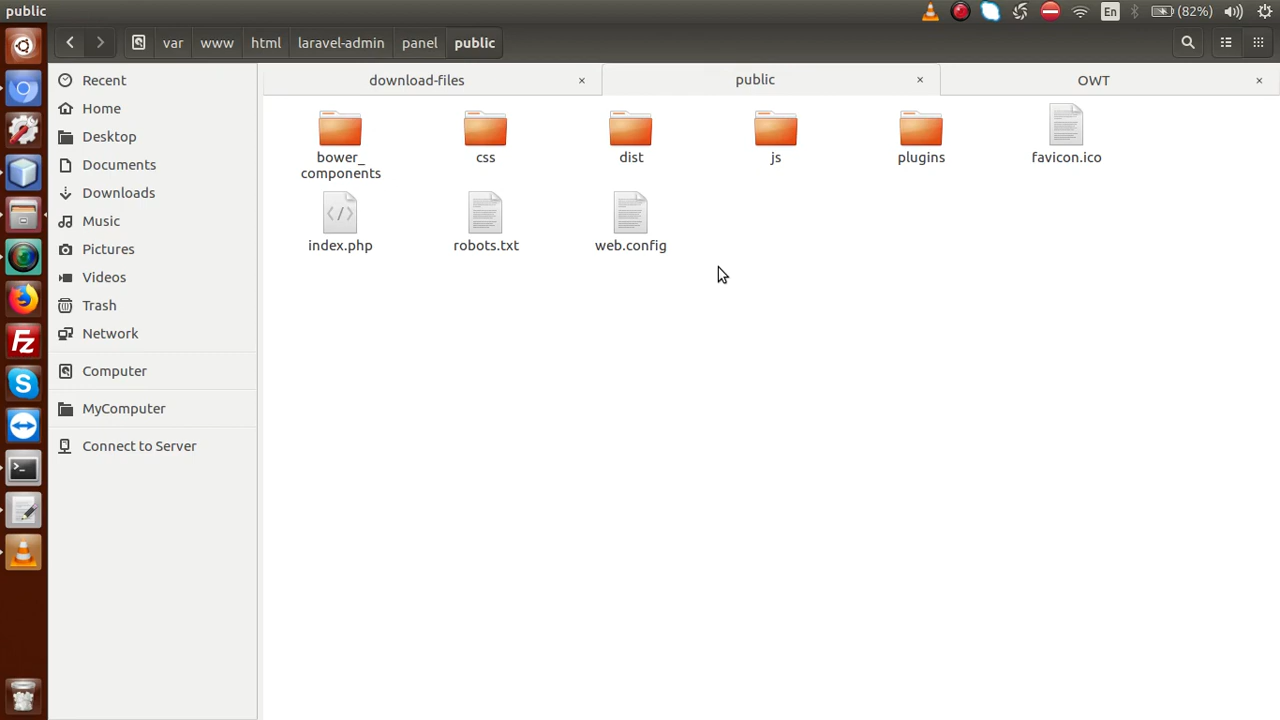 public
En
(82%)
var
www
html
laravel-admin
panel
public
download-files
public
OWT
Recent
Home
Desktop
Documents
Downloads
Music
Pictures
Videos
Trash
Network
Computer
MyComputer
Connect to Server
bower_
components
css
dist
js
plugins
favicon.ico
index.php
robots.txt
web.config